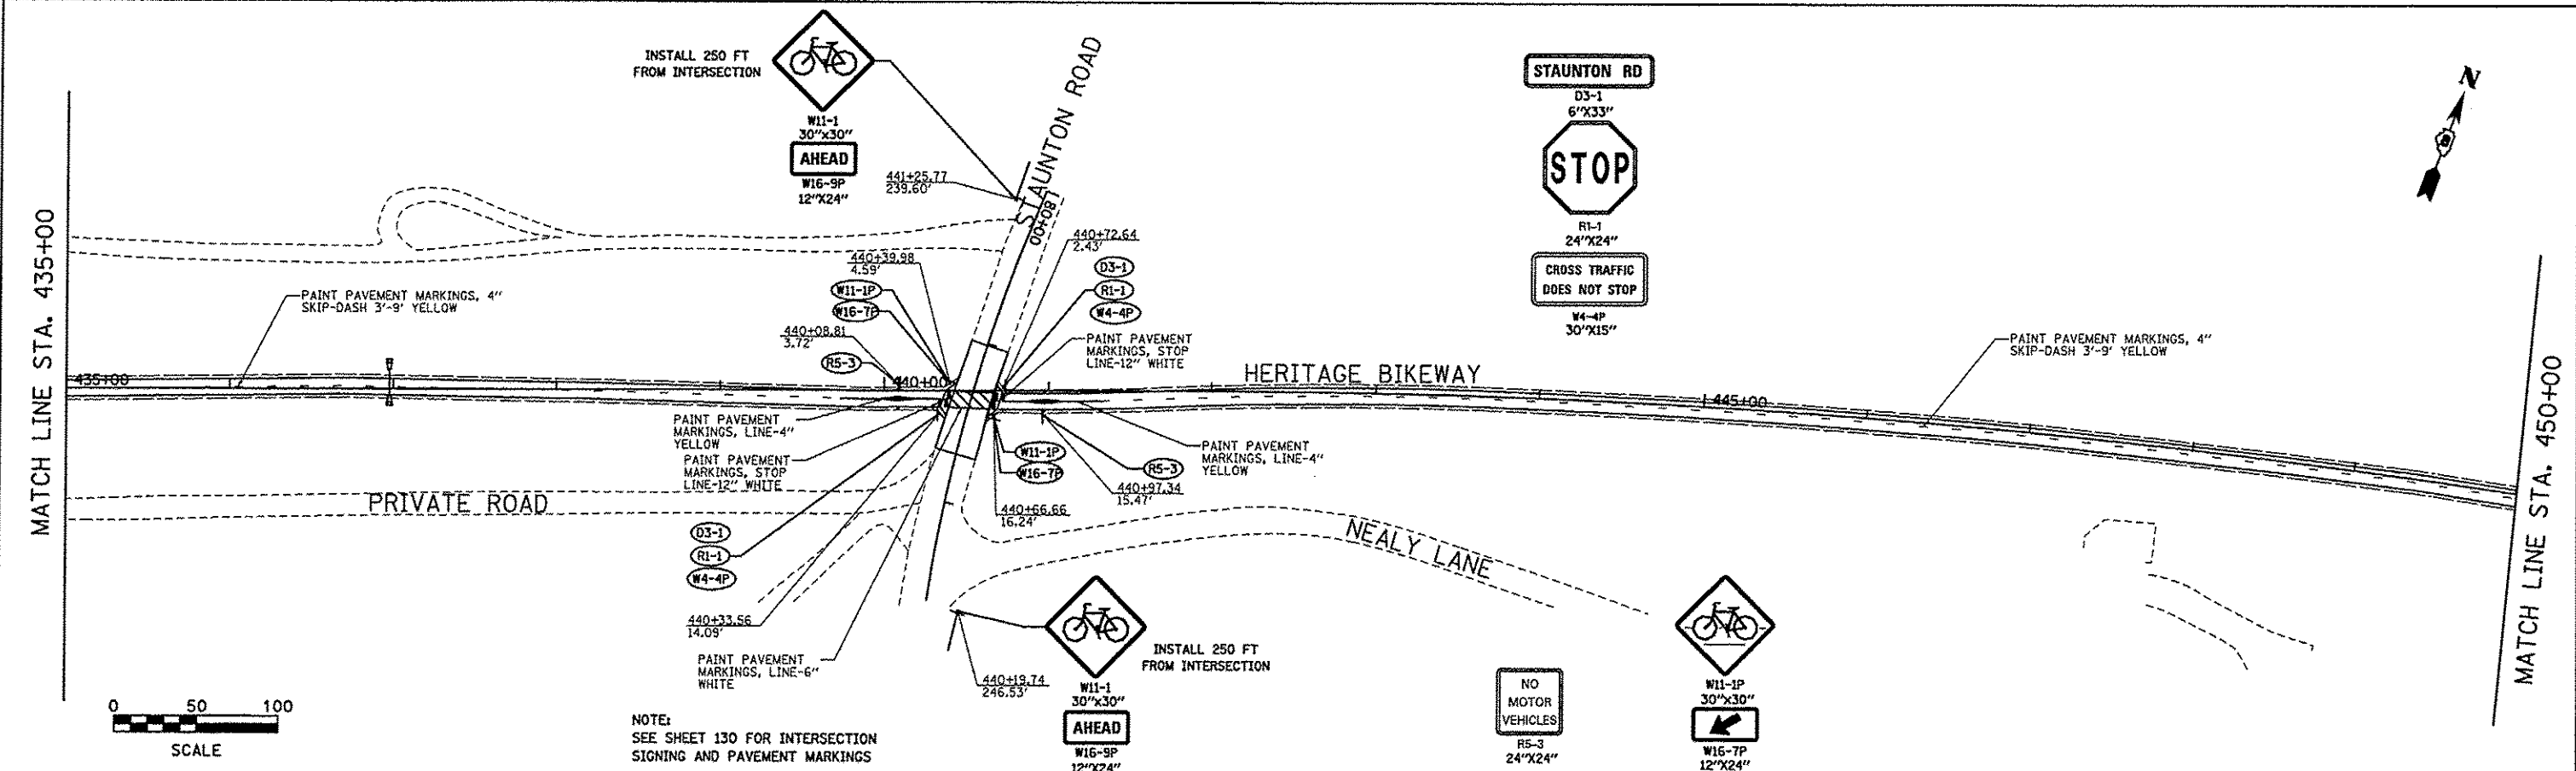 INSTALL 250 FT
FROM INTERSECTION
W11-1
30"x30"
AHEAD
W16-9P
12"X24"
441+25.77
239.60'
STAUNTON ROAD
180+00
STAUNTON RD
D3-1
6"X33"
STOP
R1-1
24"X24"
CROSS TRAFFIC
DOES NOT STOP
W4-4P
30"X15"
N
MATCH LINE STA. 435+00
PAINT PAVEMENT MARKINGS, 4"
SKIP-DASH 3'-9' YELLOW
440+39.98
4.59'
W11-1P
W16-7P
440+08.81
3.72'
R5-3
440+72.64
2.43'
D3-1
R1-1
W4-4P
PAINT PAVEMENT
MARKINGS, STOP
LINE-12" WHITE
PAINT PAVEMENT MARKINGS, 4"
SKIP-DASH 3'-9' YELLOW
435+00
440+00
HERITAGE BIKEWAY
445+00
MATCH LINE STA. 450+00
PAINT PAVEMENT
MARKINGS, LINE-4"
YELLOW
PAINT PAVEMENT
MARKINGS, STOP
LINE-12" WHITE
W11-1P
W16-7P
R5-3
PAINT PAVEMENT
MARKINGS, LINE-4"
YELLOW
440+97.34
15.47'
440+66.66
16.24'
PRIVATE ROAD
NEALY LANE
D3-1
R1-1
W4-4P
440+33.56
14.09'
PAINT PAVEMENT
MARKINGS, LINE-6"
WHITE
440+19.74
246.53'
INSTALL 250 FT
FROM INTERSECTION
W11-1
30"x30"
AHEAD
W16-9P
12"X24"
NO
MOTOR
VEHICLES
R5-3
24"X24"
W11-1P
30"x30"
W16-7P
12"X24"
0 50 100
SCALE
NOTE:
SEE SHEET 130 FOR INTERSECTION
SIGNING AND PAVEMENT MARKINGS